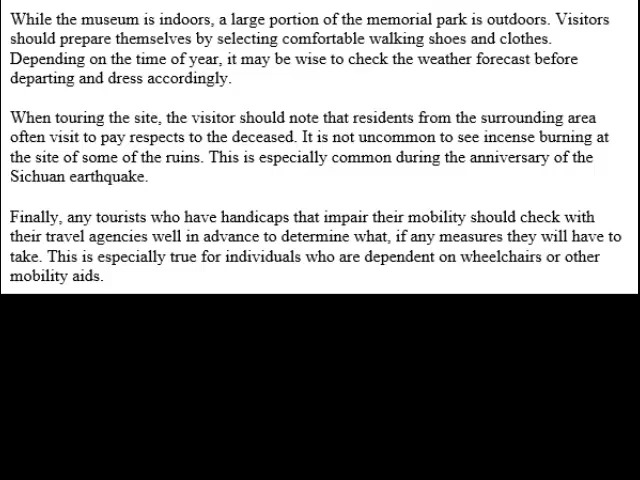 While the museum is indoors, a large portion of the memorial park is outdoors. Visitors
should prepare themselves by selecting comfortable walking shoes and clothes.
Depending on the time of year, it may be wise to check the weather forecast before
departing and dress accordingly.
When touring the site, the visitor should note that residents from the surrounding area
often visit to pay respects to the deceased. It is not uncommon to see incense burning at
the site of some of the ruins. This is especially common during the anniversary of the
Sichuan earthquake.
Finally, any tourists who have handicaps that impair their mobility should check with
their travel agencies well in advance to determine what, if any measures they will have to
take. This is especially true for individuals who are dependent on wheelchairs or other
mobility aids.